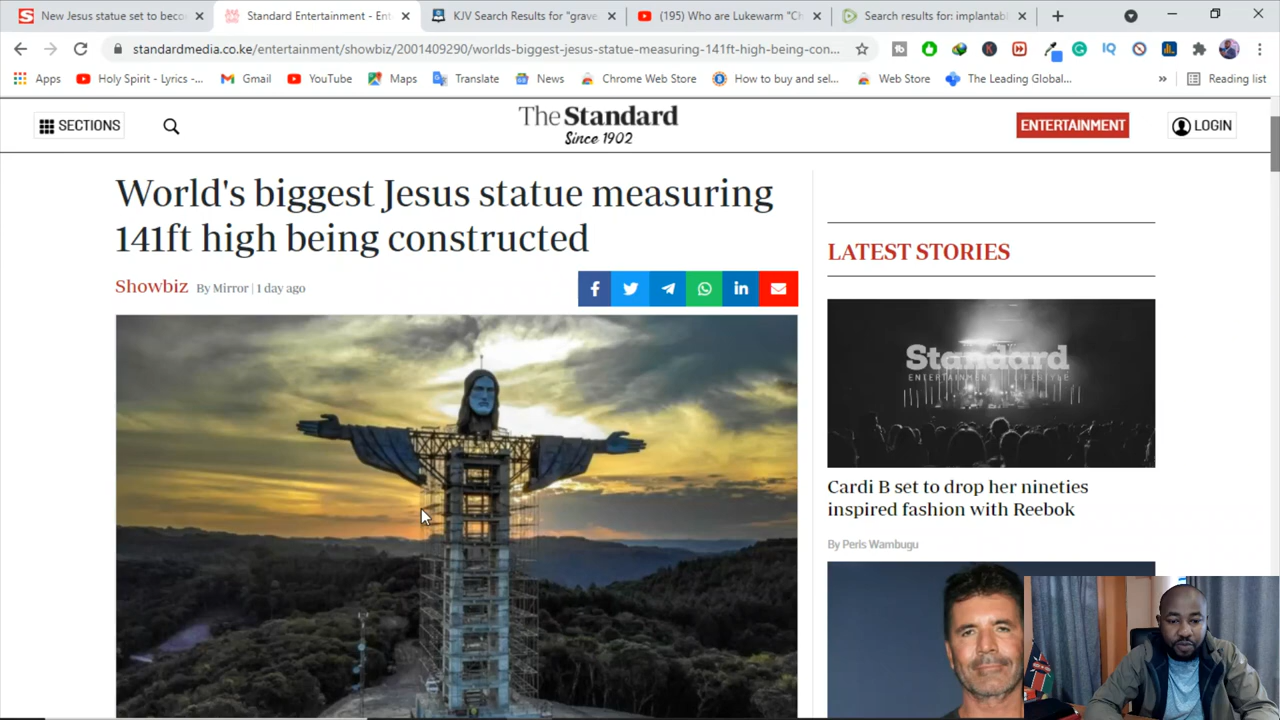 New Jesus statue set to beco
Standard Entertainment - Ent
KJV Search Results for "grave
(195) Who are Lukewarm "Ch
Search results for: implantab
standardmedia.co.ke/entertainment/showbiz/2001409290/worlds-biggest-jesus-statue-measuring-141ft-high-being-con...
Apps
Holy Spirit - Lyrics -...
Gmail
YouTube
Maps
Translate
News
Chrome Web Store
How to buy and sel...
Web Store
The Leading Global...
Reading list
SECTIONS
The Standard
Since 1902
ENTERTAINMENT
LOGIN
World's biggest Jesus statue measuring
141ft high being constructed
Showbiz By Mirror | 1 day ago
LATEST STORIES
Standard
ENTERTAINMENT & LIFESTYLE
Cardi B set to drop her nineties
inspired fashion with Reebok
By Peris Wambugu